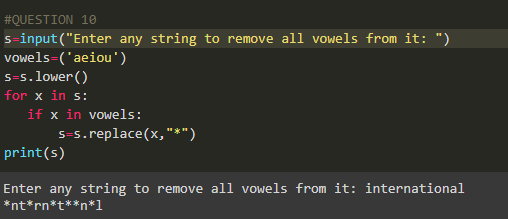 #QUESTION 10
s=input("Enter any string to remove all vowels from it: ")
vowels=('aeiou')
s=s.lower()
for x in s:
   if x in vowels:
       s=s.replace(x,"*")
print(s)
Enter any string to remove all vowels from it: international
*nt*rn*t**n*l